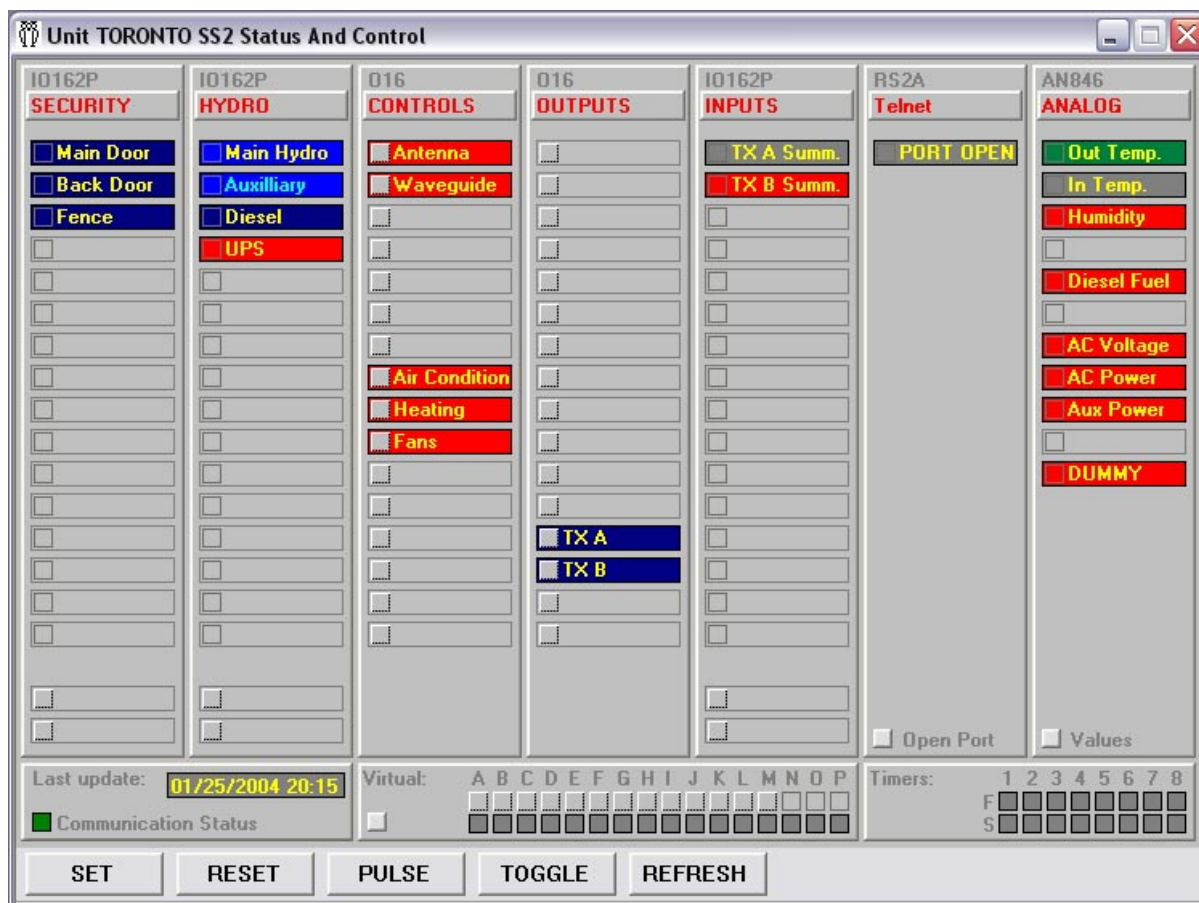 Unit TORONTO SS2 Status And Control
IO162P
SECURITY
Main Door
Back Door
Fence
IO162P
HYDRO
Main Hydro
Auxilliary
Diesel
UPS
O16
CONTROLS
Antenna
Waveguide
Air Condition
Heating
Fans
O16
OUTPUTS
TX A
TX B
IO162P
INPUTS
TX A Summ.
TX B Summ.
RS2A
Telnet
PORT OPEN
Open Port
AN846
ANALOG
Out Temp.
In Temp.
Humidity
Diesel Fuel
AC Voltage
AC Power
Aux Power
DUMMY
Values
Last update: 01/25/2004 20:15
Communication Status
Virtual: A B C D E F G H I J K L M N O P
Timers: 1 2 3 4 5 6 7 8
F
S
SET RESET PULSE TOGGLE REFRESH